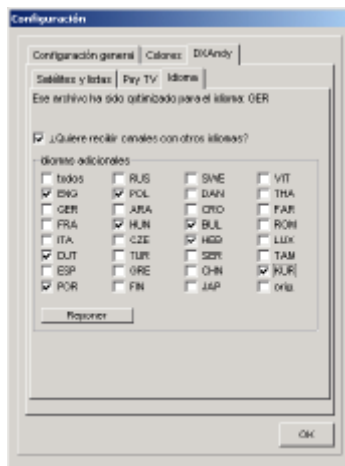 Configuración
Configuración general Colores DXAndy
Satélites y listas Pay TV Idioma
Ese archivo ha sido optimizado para el idioma: GER
¿Quiere recibir canales con otros idiomas?
Idiomas adicionales
todos RUS SWE VIT
ENG POL DAN THA
GER ARA CRO FAR
FRA HUN BUL ROM
ITA CZE HEB LUX
DUT TUR SER TAM
ESP GRE CHN KUR
POR FIN JAP orig.
Reponer
OK